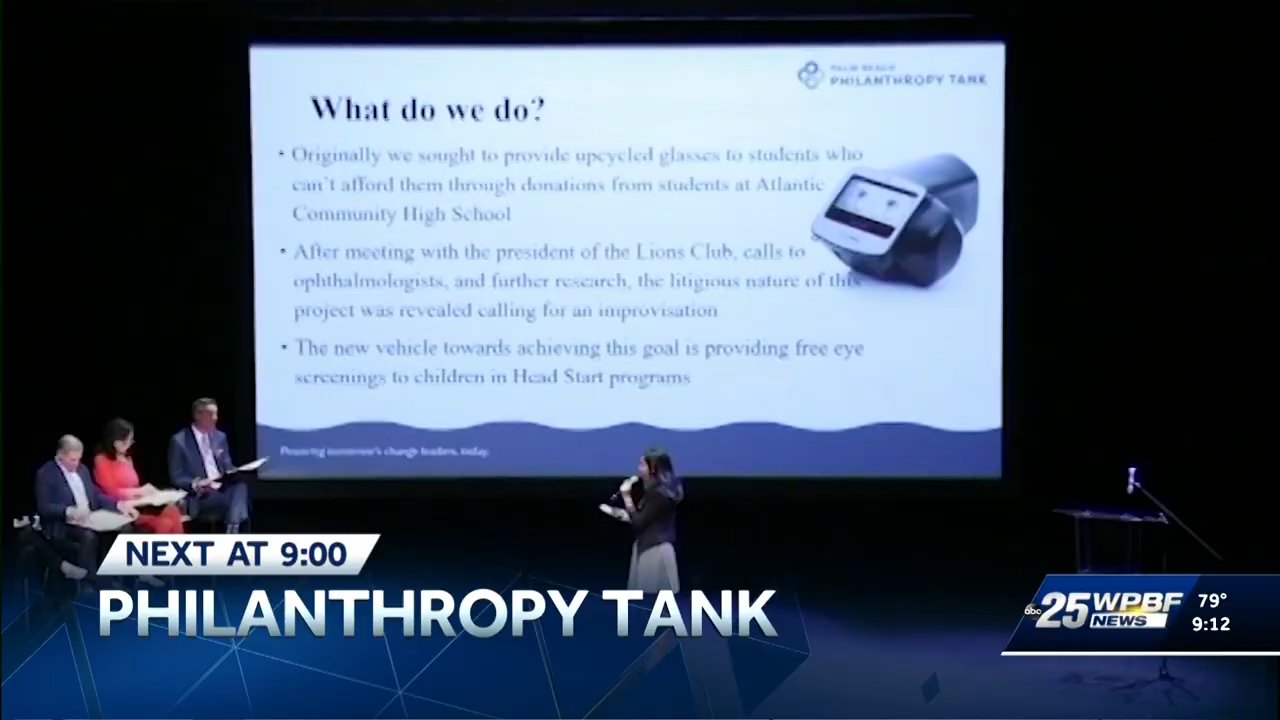 PALM BEACH
PHILANTHROPY TANK
What do we do?
• Originally we sought to provide upcycled glasses to students who
can't afford them through donations from students at Atlantic
Community High School
• After meeting with the president of the Lions Club, calls to
ophthalmologists, and further research, the litigious nature of this
project was revealed calling for an improvisation
• The new vehicle towards achieving this goal is providing free eye
screenings to children in Head Start programs
Powering tomorrow's change leaders, today.
NEXT AT 9:00
PHILANTHROPY TANK
abc 25 WPBF
NEWS
79°
9:12